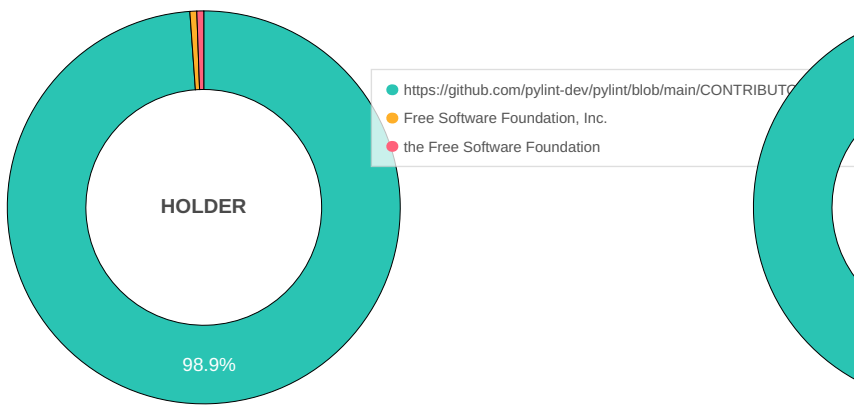 https://github.com/pylint-dev/pylint/blob/main/CONTRIBUTO
Free Software Foundation, Inc.
the Free Software Foundation
HOLDER
98.9%